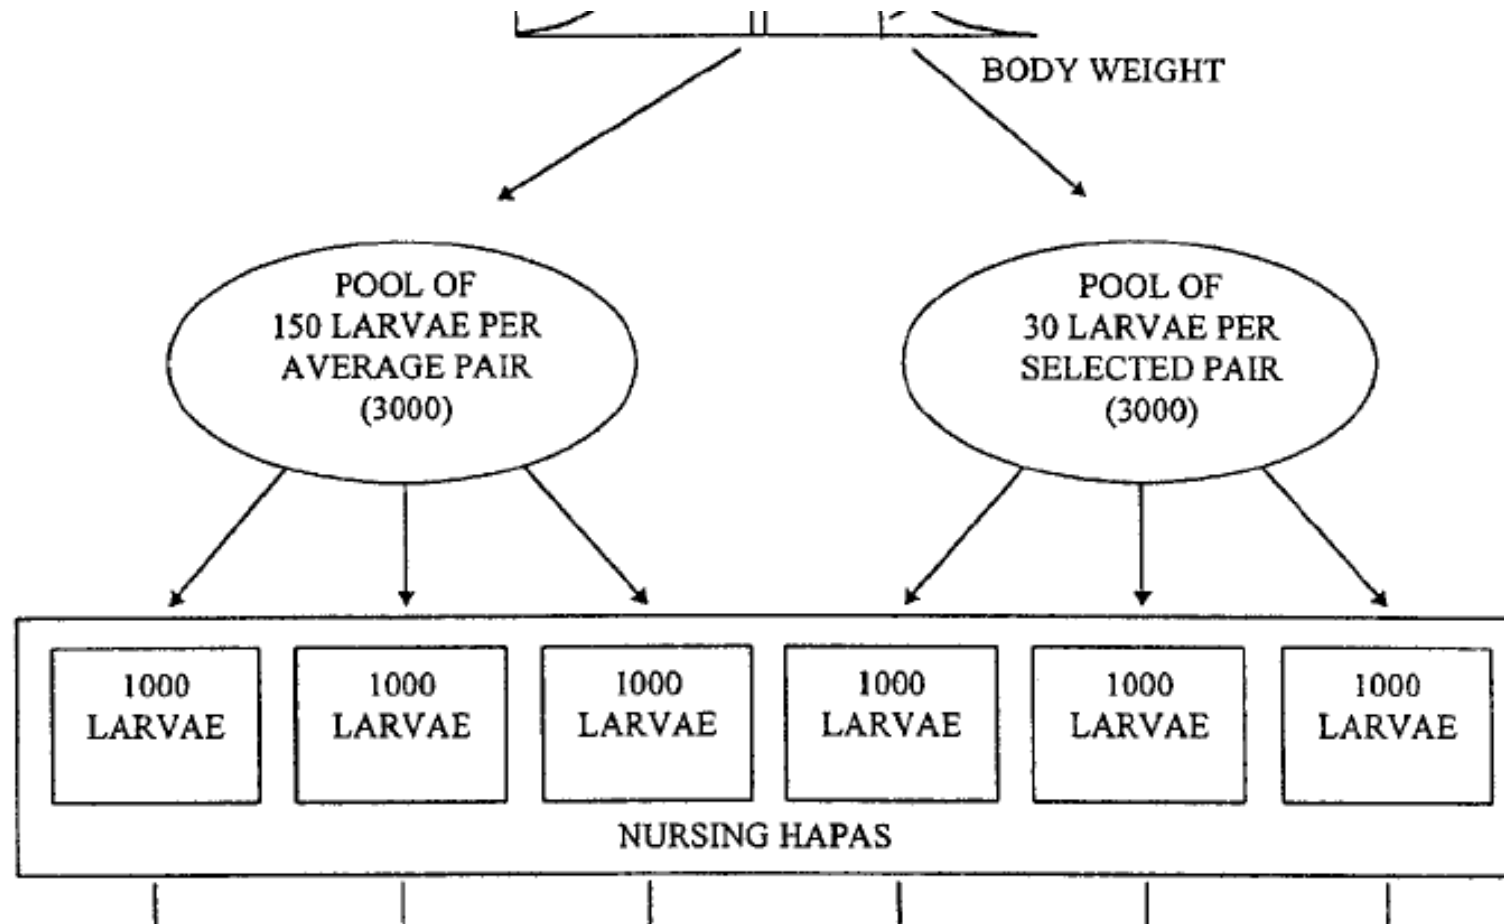 BODY WEIGHT
POOL OF
150 LARVAE PER
AVERAGE PAIR
(3000)
POOL OF
30 LARVAE PER
SELECTED PAIR
(3000)
1000
LARVAE
1000
LARVAE
1000
LARVAE
1000
LARVAE
1000
LARVAE
1000
LARVAE
NURSING HAPAS